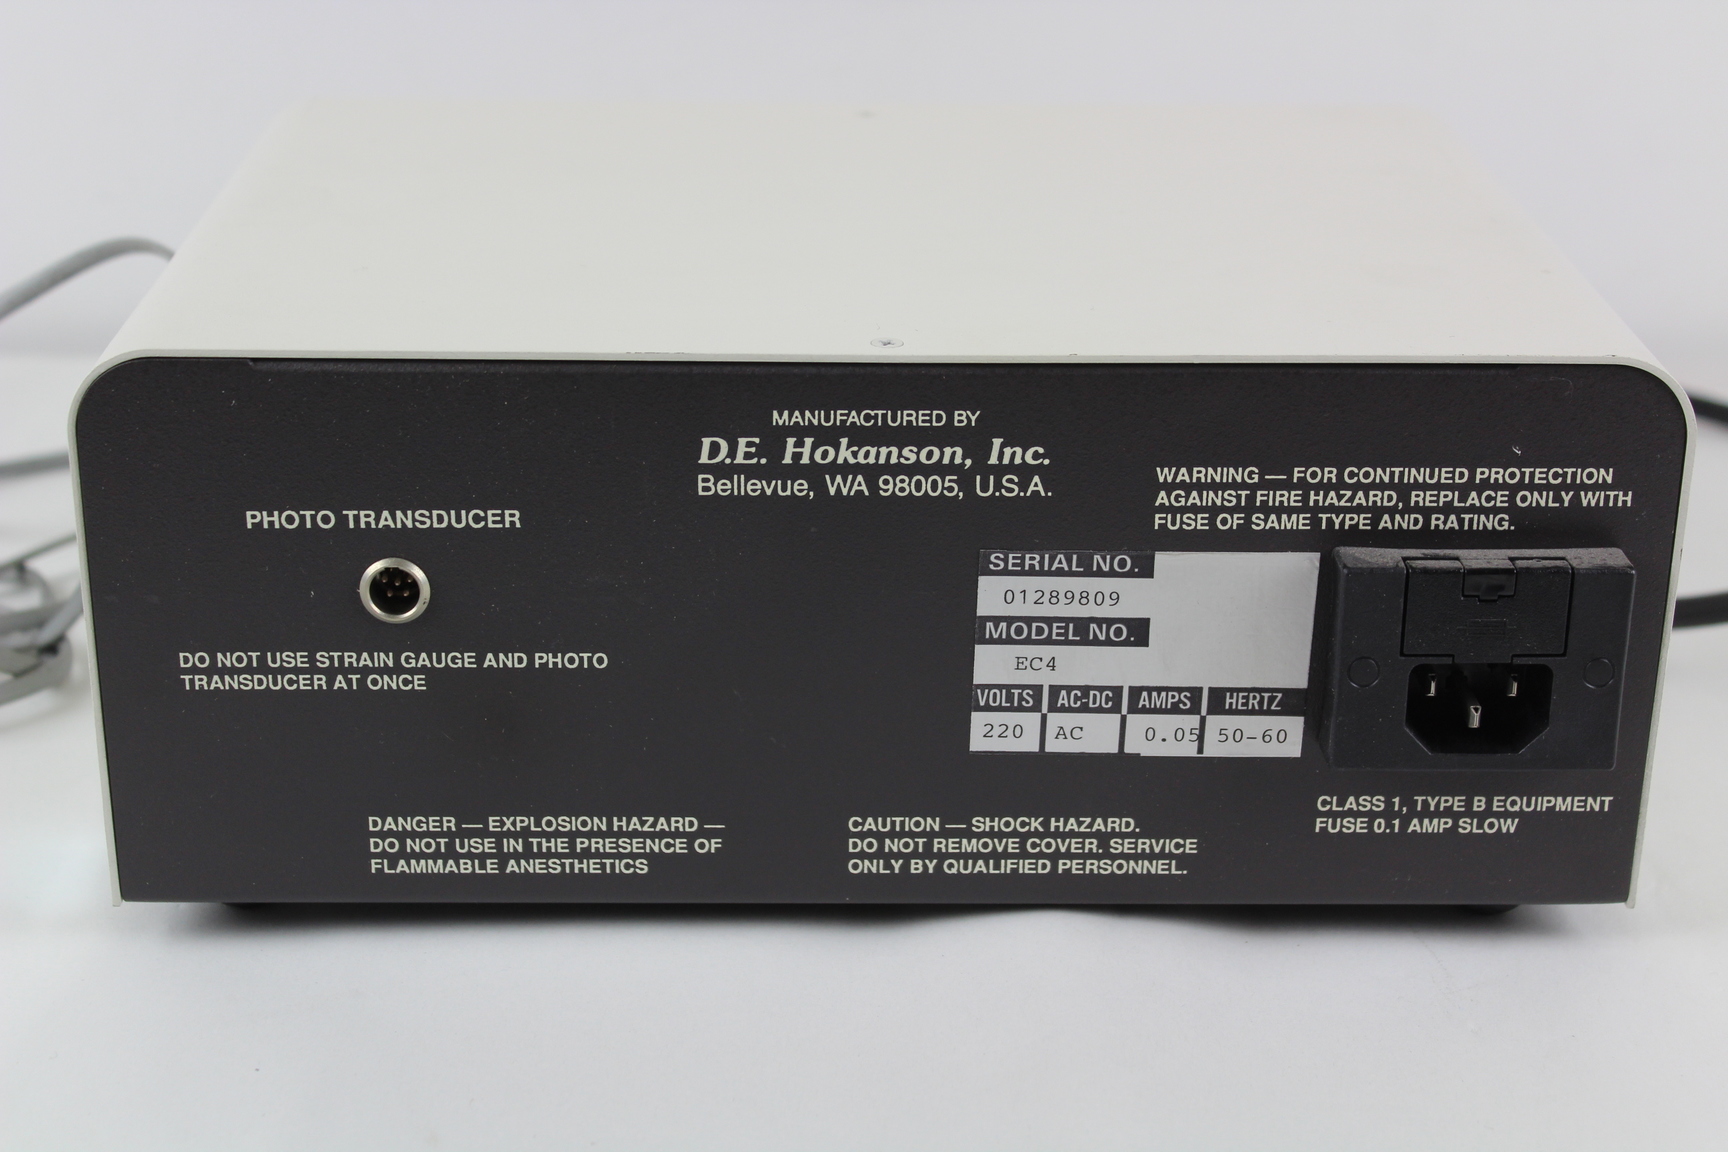 MANUFACTURED BY
D.E. Hokanson, Inc.
Bellevue, WA 98005, U.S.A.
PHOTO TRANSDUCER
DO NOT USE STRAIN GAUGE AND PHOTO
TRANSDUCER AT ONCE
WARNING — FOR CONTINUED PROTECTION
AGAINST FIRE HAZARD, REPLACE ONLY WITH
FUSE OF SAME TYPE AND RATING.
SERIAL NO.
01289809
MODEL NO.
EC4
VOLTS AC-DC AMPS HERTZ
220 AC 0.05 50-60
DANGER — EXPLOSION HAZARD —
DO NOT USE IN THE PRESENCE OF
FLAMMABLE ANESTHETICS
CAUTION — SHOCK HAZARD.
DO NOT REMOVE COVER. SERVICE
ONLY BY QUALIFIED PERSONNEL.
CLASS 1, TYPE B EQUIPMENT
FUSE 0.1 AMP SLOW